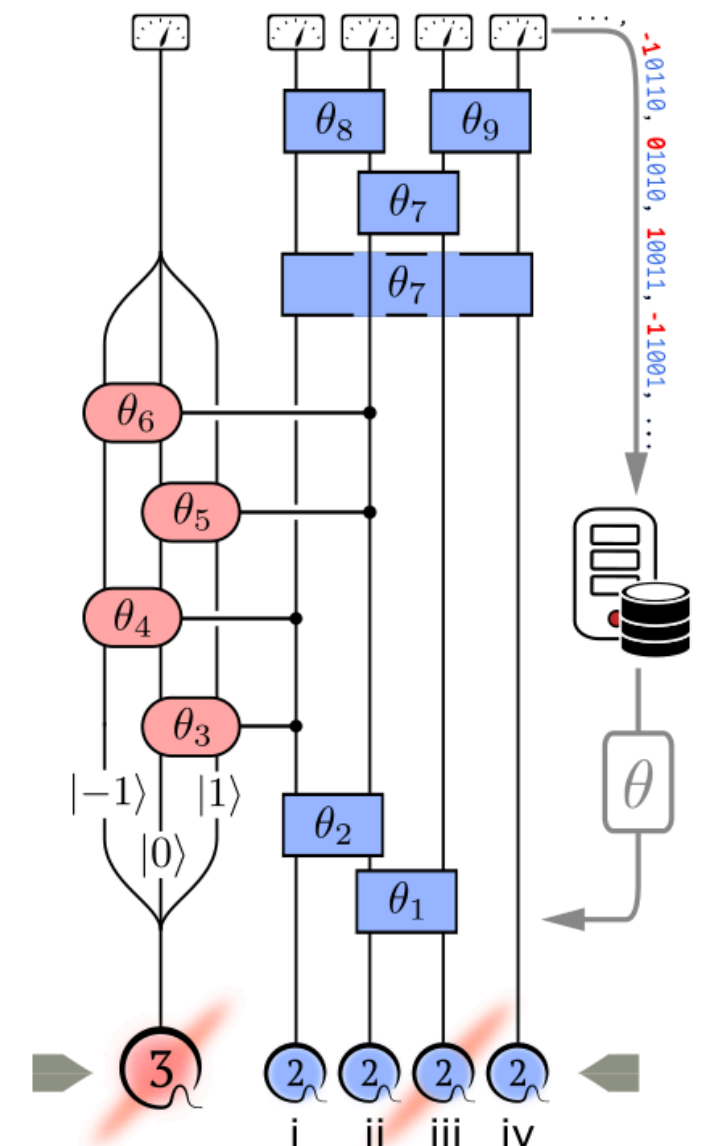 ...,
-10110, 01010, 10011, -11001, ...
θ₈ θ₉
θ₇
θ₇
θ₆
θ₅
θ₄
θ₃
|−1⟩ |1⟩
θ₂
θ
|0⟩
θ₁
3 2 2 2 2
i ii iii iv